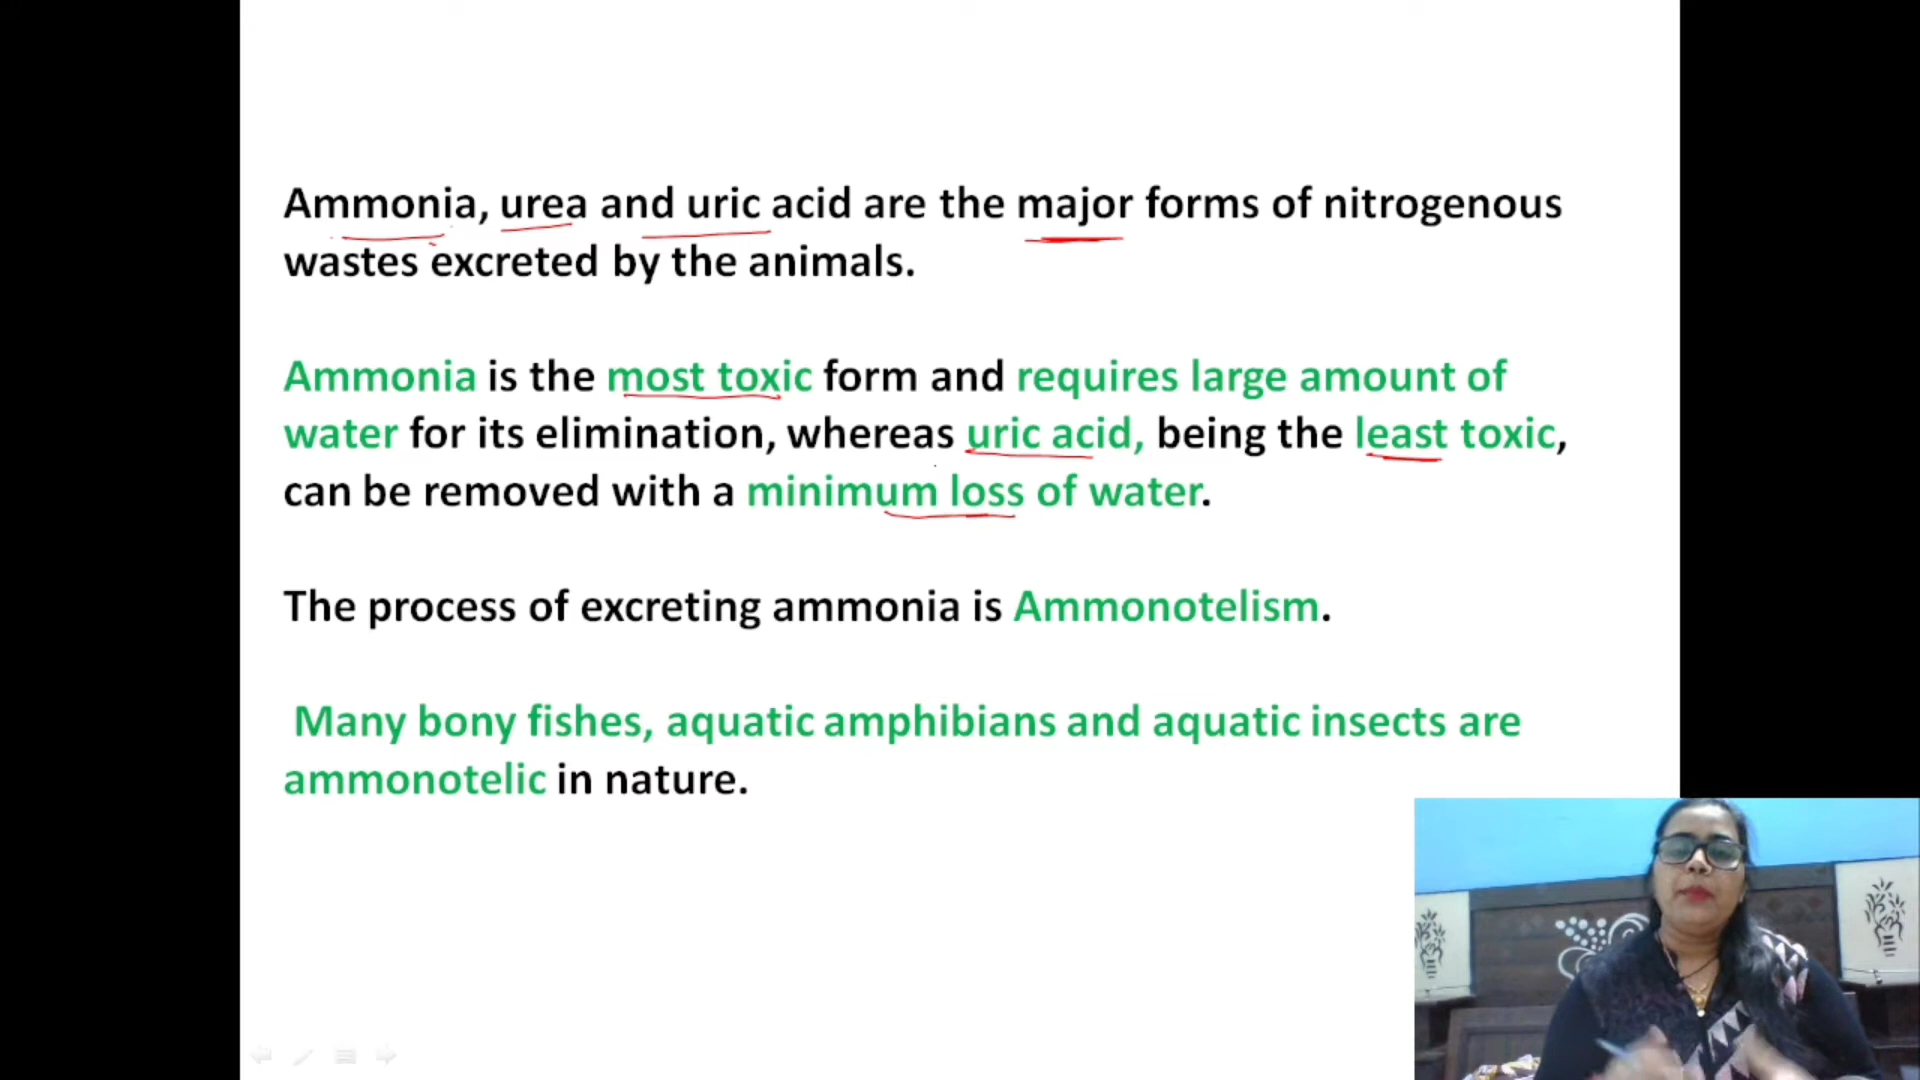 Ammonia, urea and uric acid are the major forms of nitrogenous
wastes excreted by the animals.
Ammonia is the most toxic form and requires large amount of
water for its elimination, whereas uric acid, being the least toxic,
can be removed with a minimum loss of water.
The process of excreting ammonia is Ammonotelism.
Many bony fishes, aquatic amphibians and aquatic insects are
ammonotelic in nature.